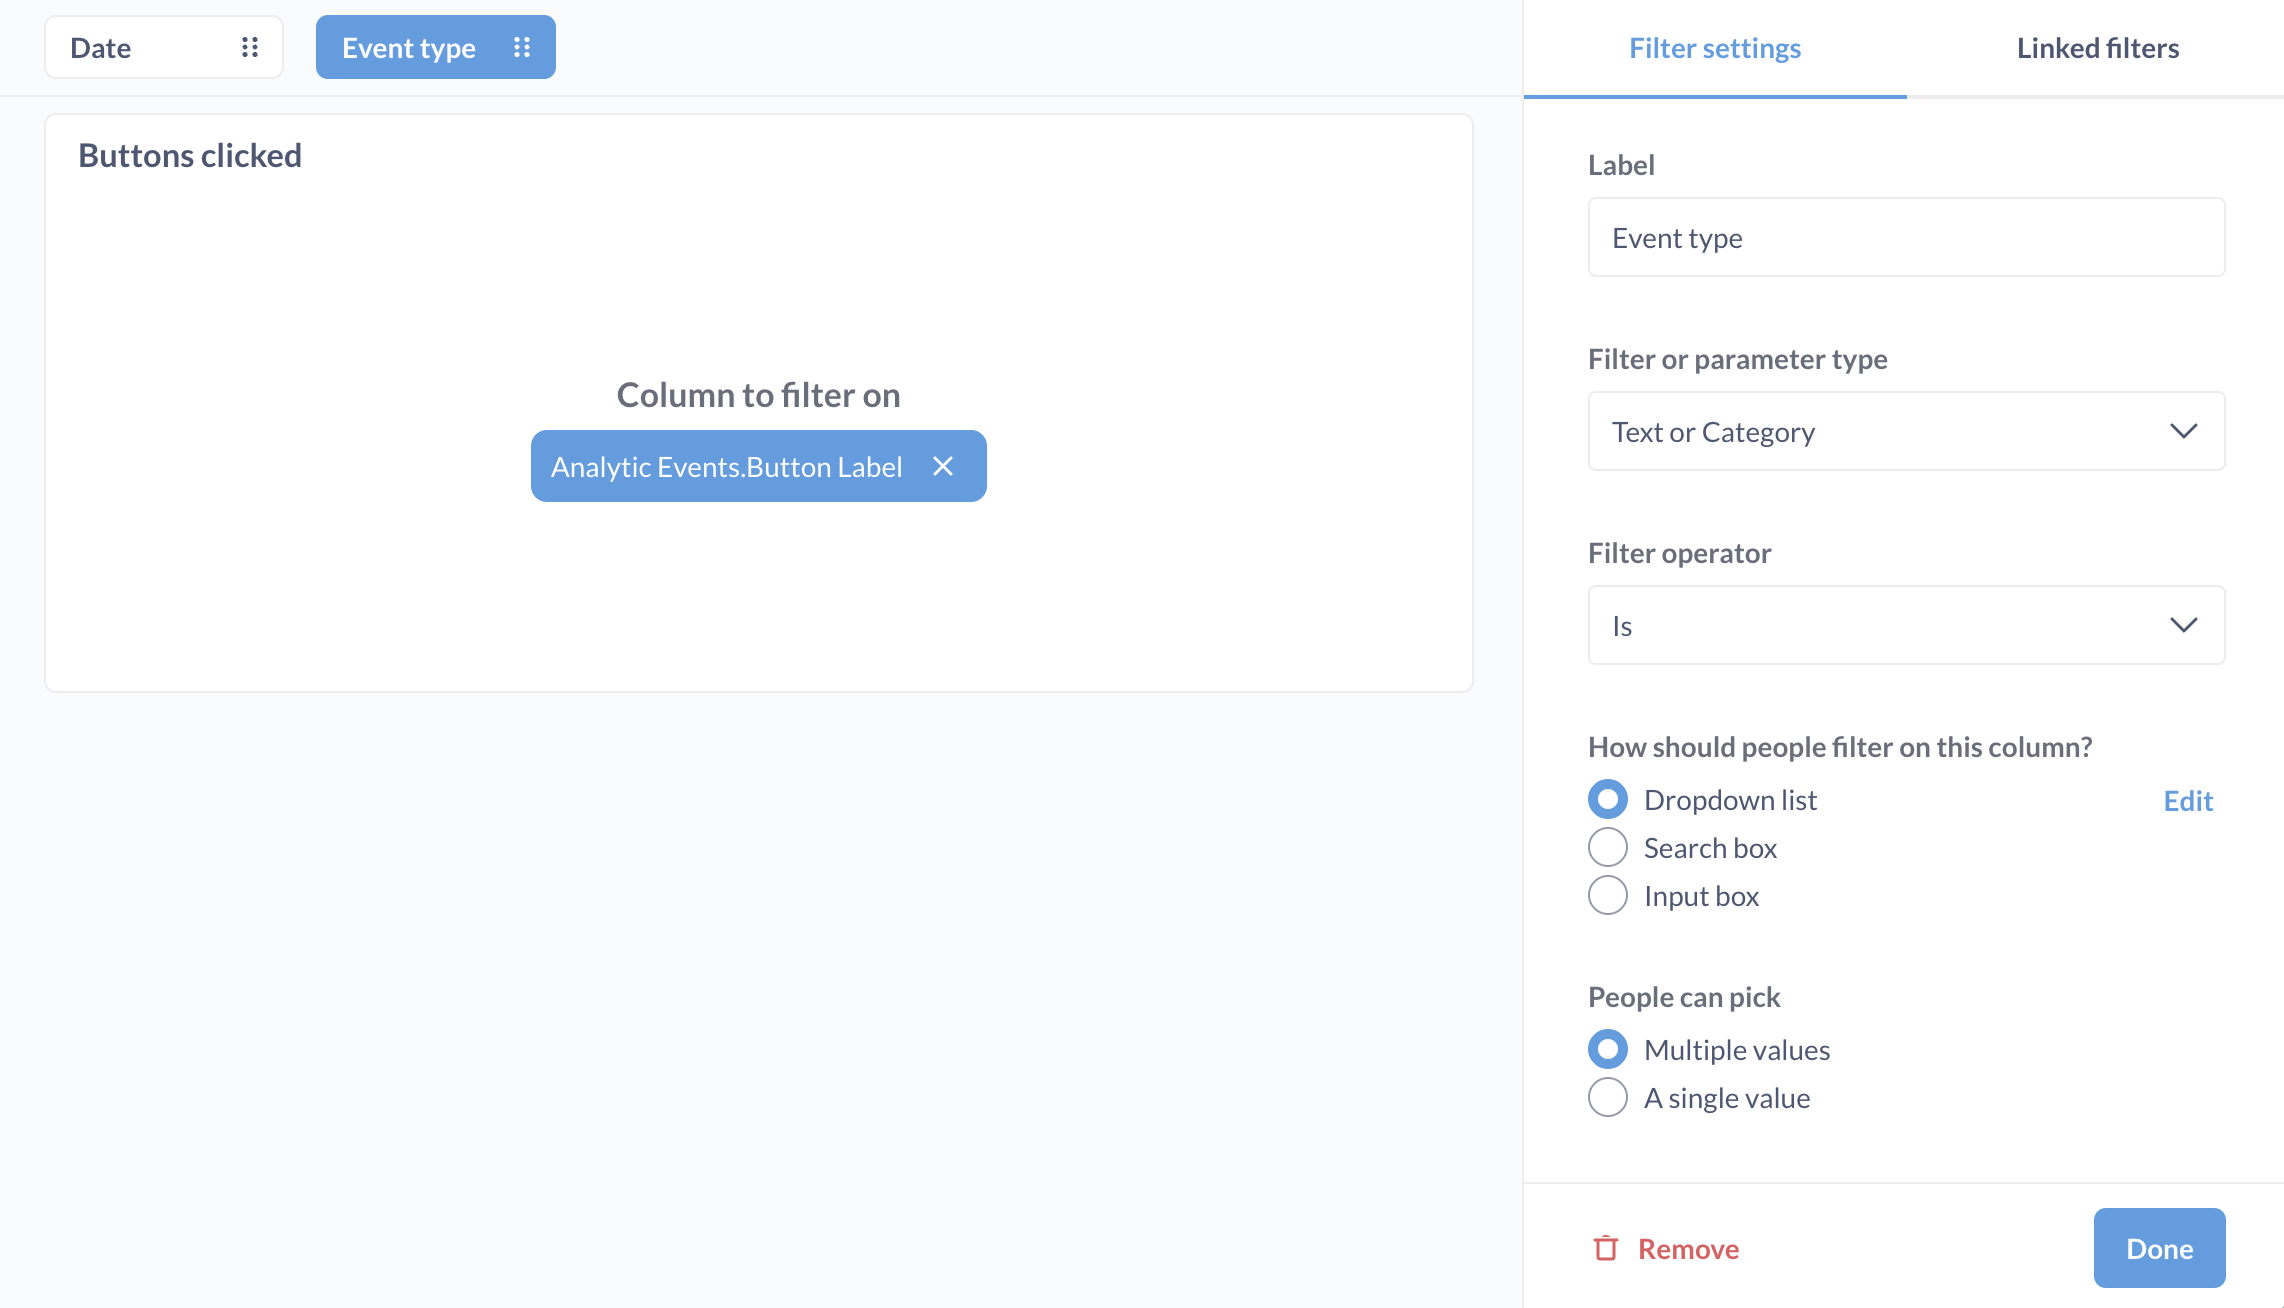 Date
Event type
Filter settings
Linked filters
Buttons clicked
Column to filter on
Analytic Events.Button Label
Label
Event type
Filter or parameter type
Text or Category
Filter operator
Is
How should people filter on this column?
Dropdown list
Edit
Search box
Input box
People can pick
Multiple values
A single value
Remove
Done